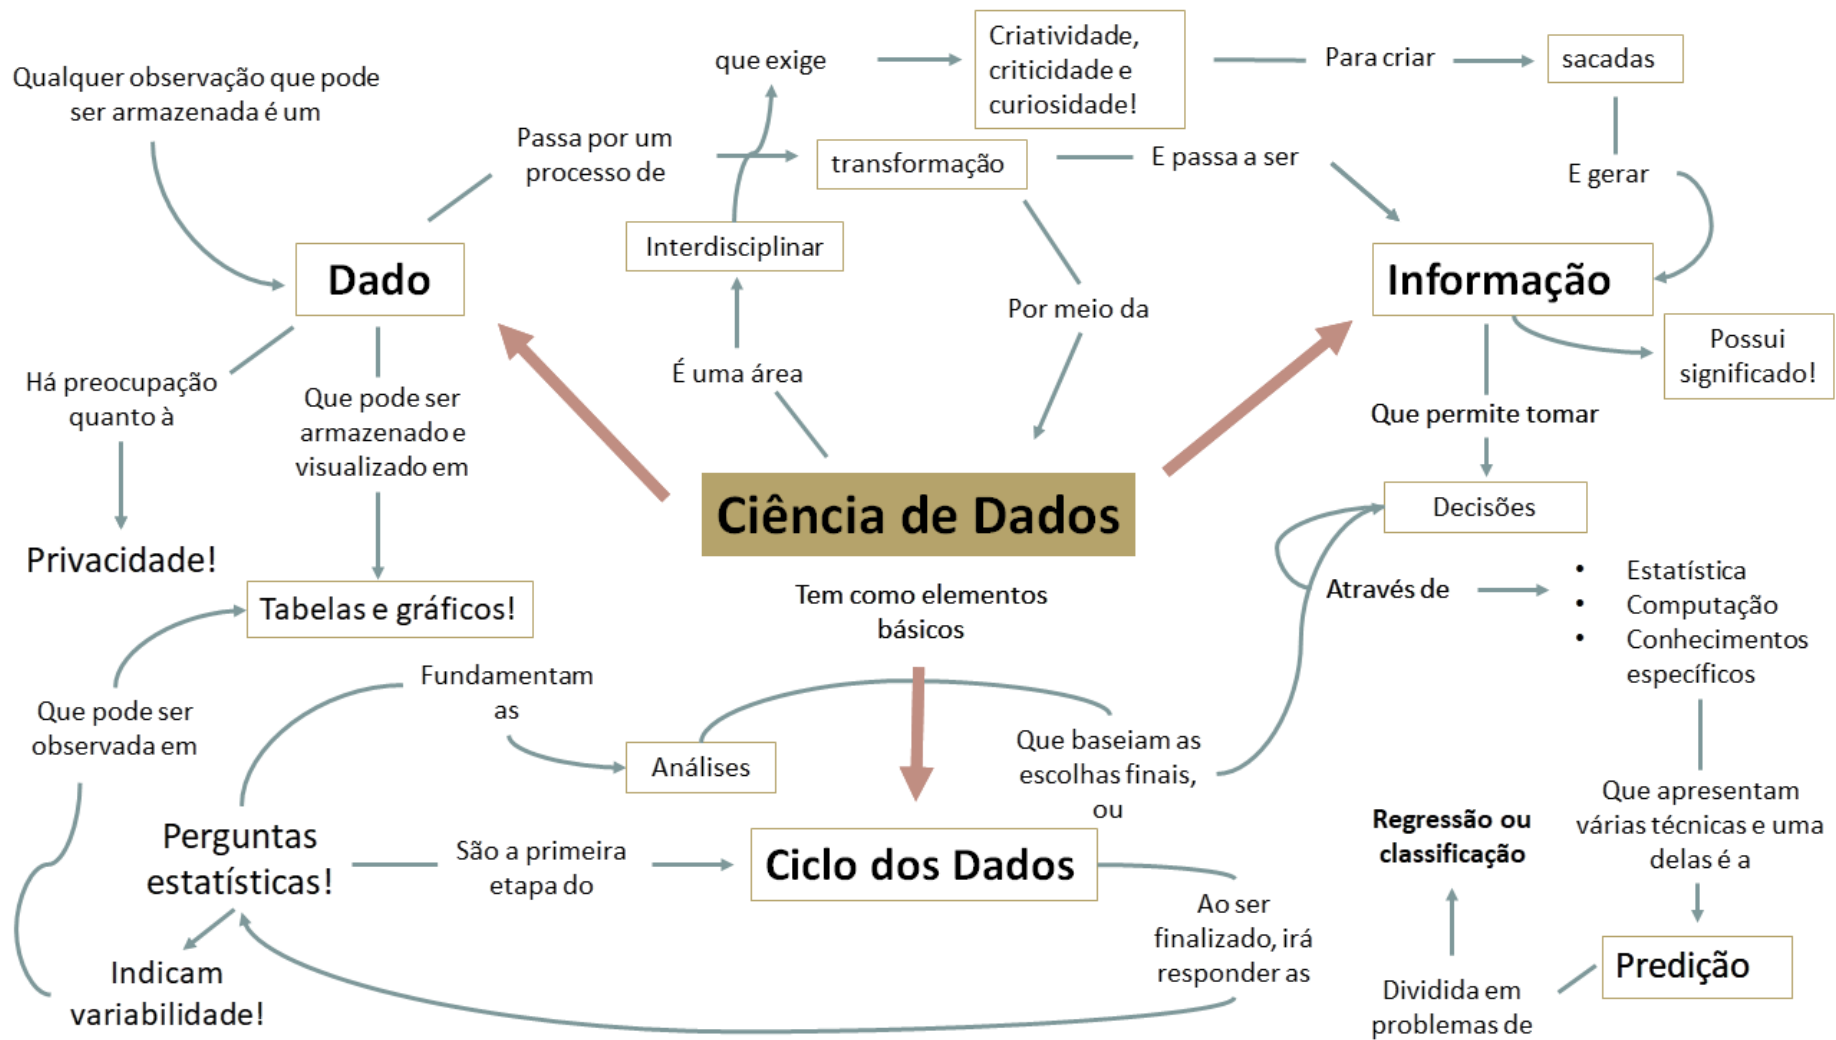 que exige
Criatividade,
criticidade e
curiosidade!
Para criar
sacadas
Qualquer observação que pode
ser armazenada é um
Passa por um
processo de
transformação
E passa a ser
E gerar
Interdisciplinar
Dado
Informação
Por meio da
Possui
significado!
É uma área
Há preocupação
quanto à
Que pode ser
armazenado e
visualizado em
Que permite tomar
Ciência de Dados
Decisões
Privacidade!
Tabelas e gráficos!
Tem como elementos
básicos
Através de
• Estatística
• Computação
• Conhecimentos
específicos
Fundamentam
as
Que pode ser
observada em
Análises
Que baseiam as
escolhas finais,
ou
Que apresentam
várias técnicas e uma
delas é a
Regressão ou
classificação
Perguntas
estatísticas!
São a primeira
etapa do
Ciclo dos Dados
Ao ser
finalizado, irá
responder as
Predição
Indicam
variabilidade!
Dividida em
problemas de